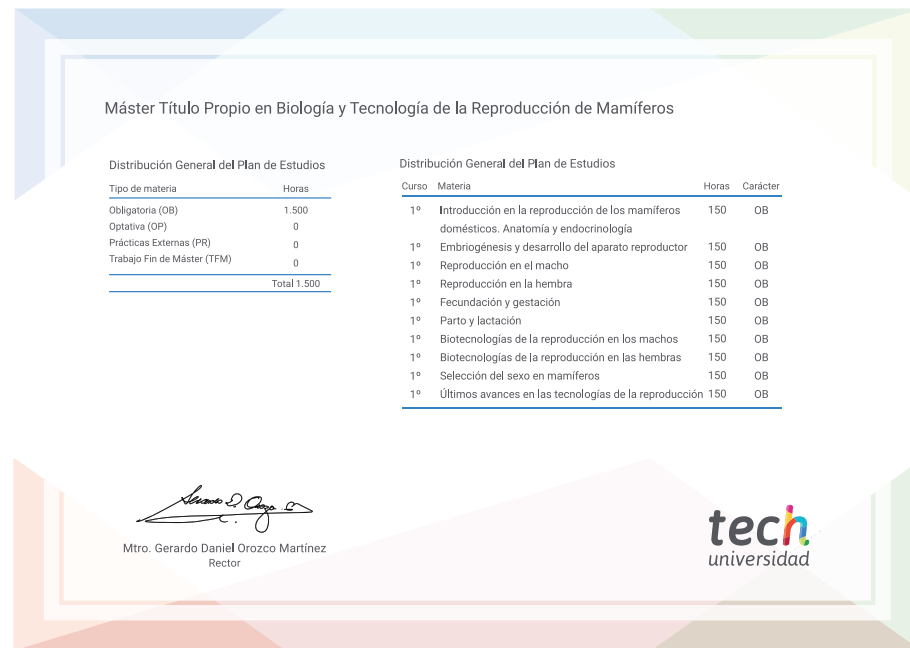 Máster Título Propio en Biología y Tecnología de la Reproducción de Mamíferos
Distribución General del Plan de Estudios
Tipo de materia Horas
Obligatoria (OB) 1.500
Optativa (OP) 0
Prácticas Externas (PR) 0
Trabajo Fin de Máster (TFM) 0
Total 1.500
Distribución General del Plan de Estudios
Curso Materia Horas Carácter
1º Introducción en la reproducción de los mamíferos 150 OB
domésticos. Anatomía y endocrinología
1º Embriogénesis y desarrollo del aparato reproductor 150 OB
1º Reproducción en el macho 150 OB
1º Reproducción en la hembra 150 OB
1º Fecundación y gestación 150 OB
1º Parto y lactación 150 OB
1º Biotecnologías de la reproducción en los machos 150 OB
1º Biotecnologías de la reproducción en las hembras 150 OB
1º Selección del sexo en mamíferos 150 OB
1º Últimos avances en las tecnologías de la reproducción 150 OB
Mtro. Gerardo Daniel Orozco Martínez
Rector
tech
universidad